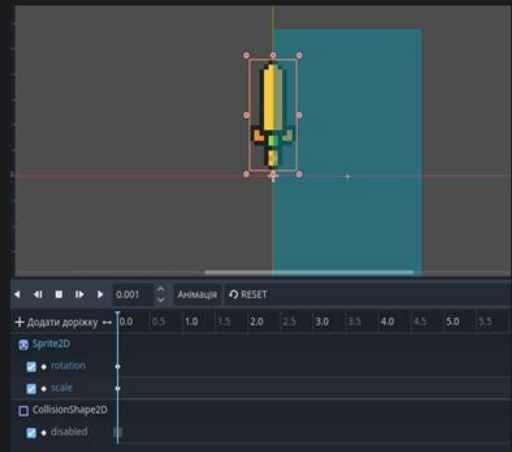 0.001 Анімація RESET
Додати доріжку 0.0 0.5 1.0 1.5 2.0 2.5 3.0 3.5 4.0 4.5 5.0 5.5
Sprite2D
rotation
scale
CollisionShape2D
disabled